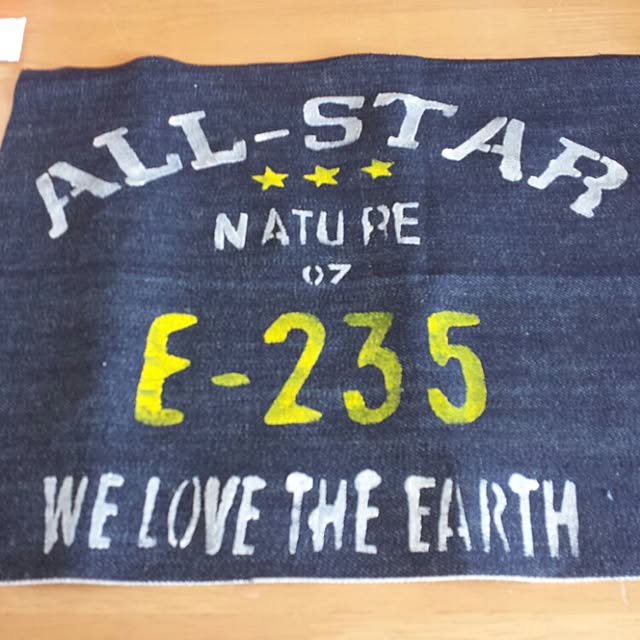 ALL-STAR
NATURE
07
E-235
WE LOVE THE EARTH